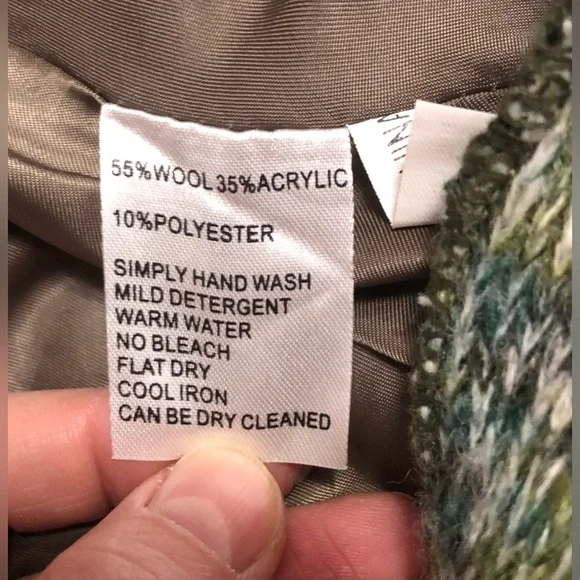 55%WOOL 35%ACRYLIC
10%POLYESTER
SIMPLY HAND WASH
MILD DETERGENT
WARM WATER
NO BLEACH
FLAT DRY
COOL IRON
CAN BE DRY CLEANED